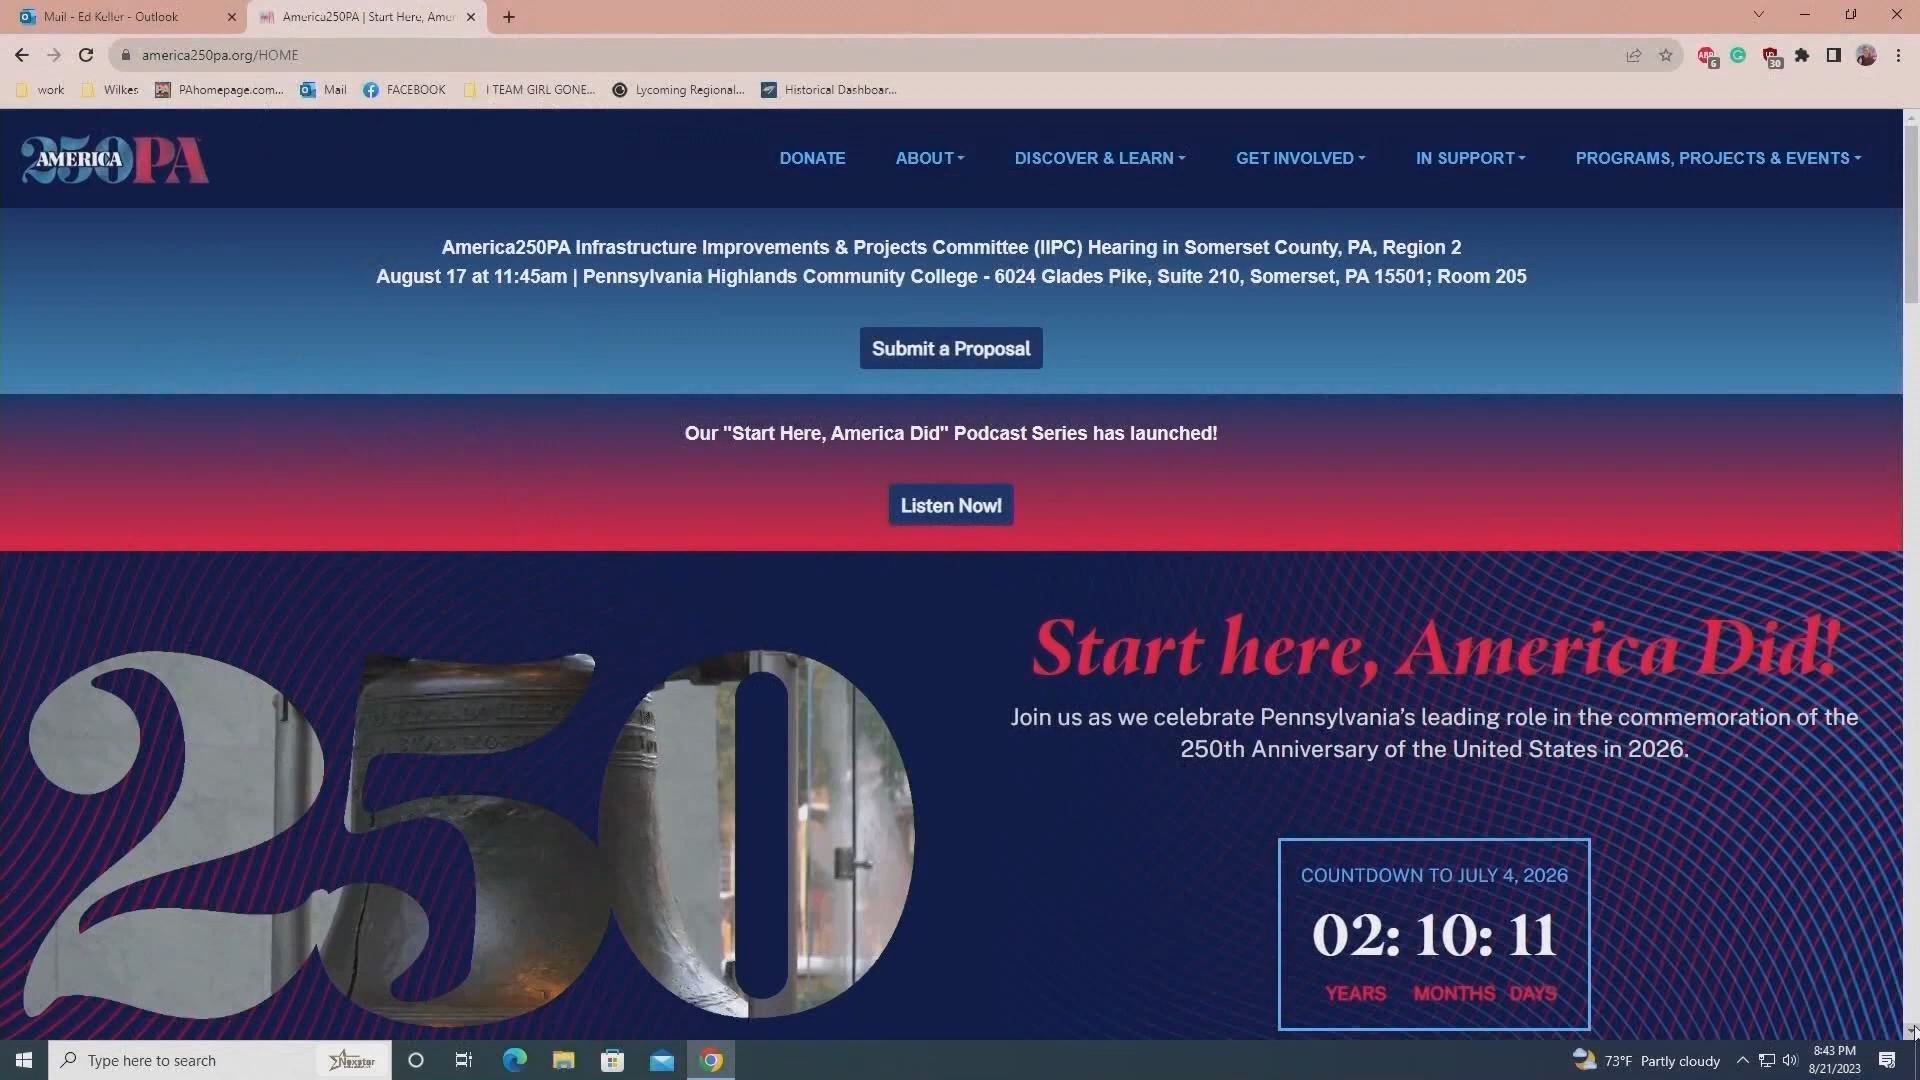 Mail - Ed Keller - Outlook
America250PA | Start Here, Amer
america250pa.org/HOME
6
30
work
Wilkes
PAhomepage.com...
Mail
FACEBOOK
I TEAM GIRL GONE...
Lycoming Regional...
Historical Dashboar...
250 AMERICA PA
DONATE
ABOUT
DISCOVER & LEARN
GET INVOLVED
IN SUPPORT
PROGRAMS, PROJECTS & EVENTS
America250PA Infrastructure Improvements & Projects Committee (IIPC) Hearing in Somerset County, PA, Region 2
August 17 at 11:45am | Pennsylvania Highlands Community College - 6024 Glades Pike, Suite 210, Somerset, PA 15501; Room 205
Submit a Proposal
Our "Start Here, America Did" Podcast Series has launched!
Listen Now!
250
Start here, America Did!
Join us as we celebrate Pennsylvania's leading role in the commemoration of the
250th Anniversary of the United States in 2026.
COUNTDOWN TO JULY 4, 2026
02: 10: 11
YEARS MONTHS DAYS
Type here to search
Nexstar
73°F Partly cloudy
8:43 PM
8/21/2023